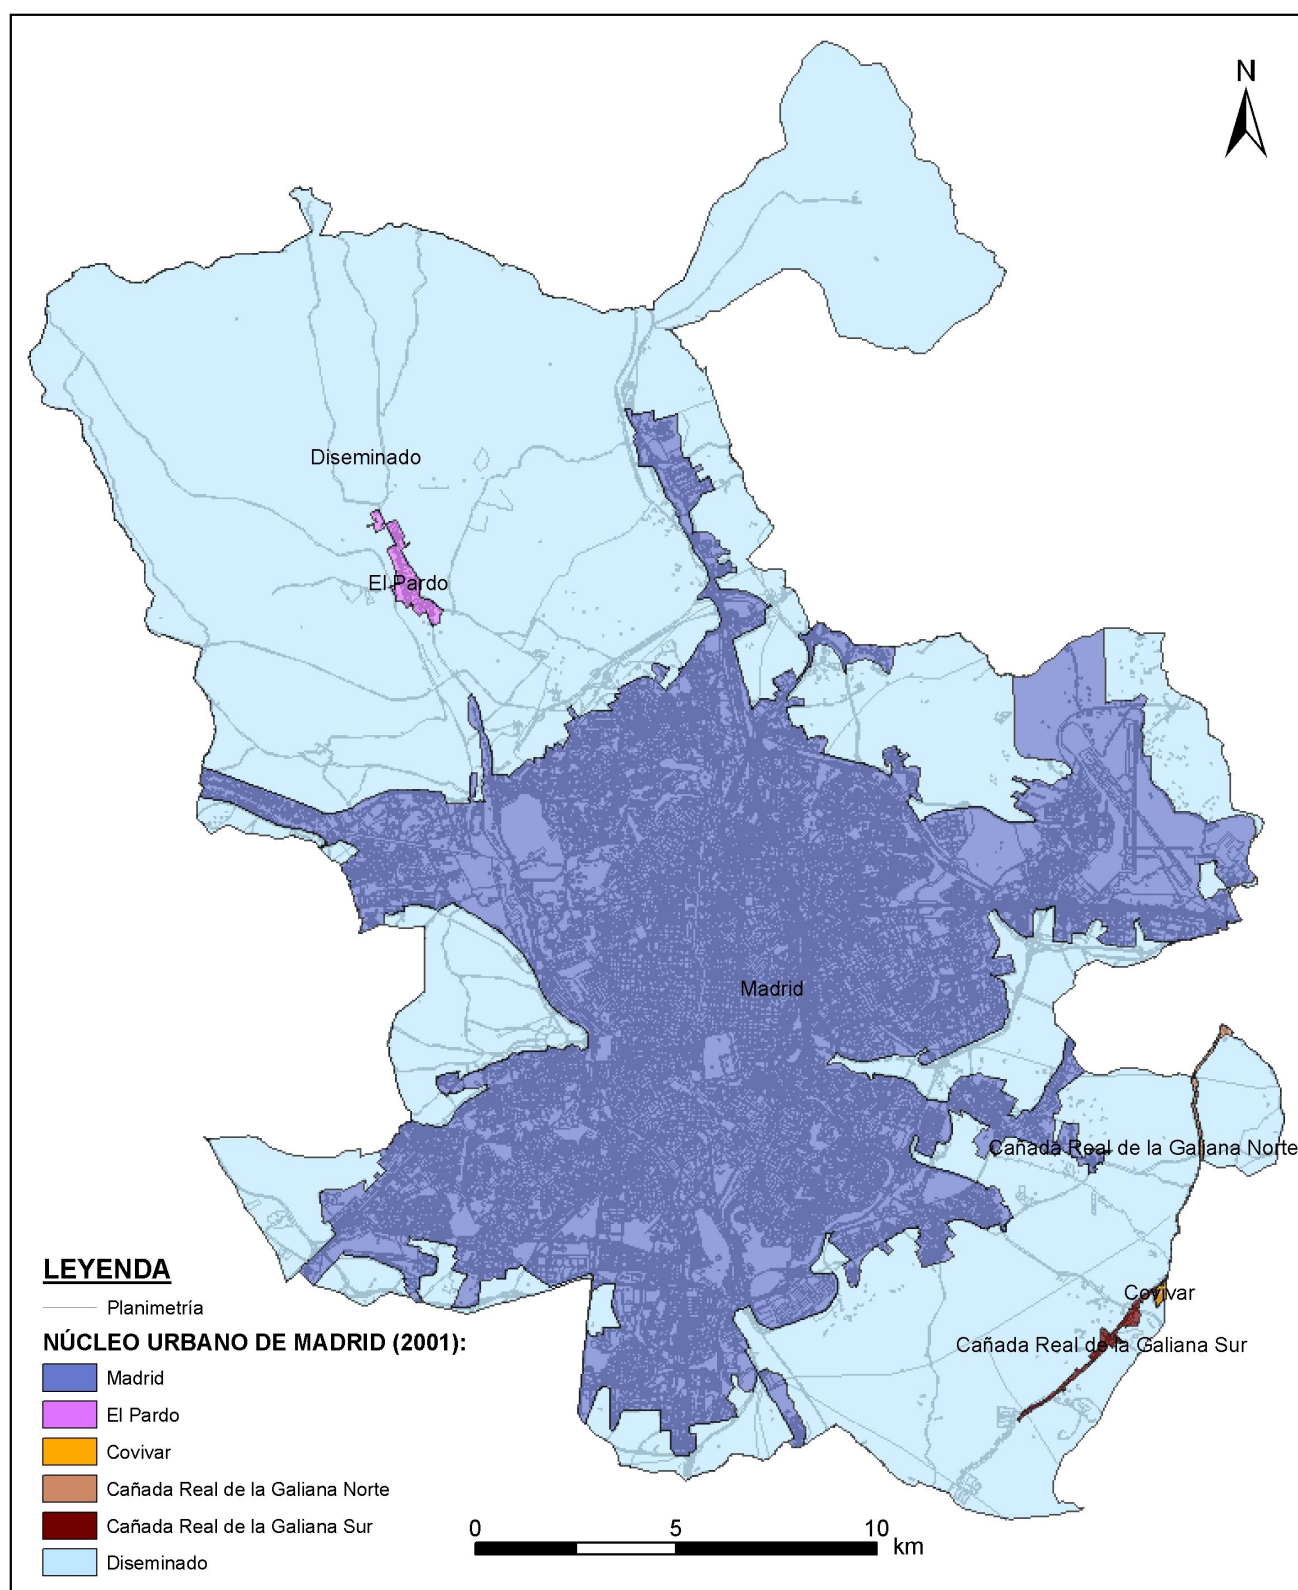 N
Diseminado
El Pardo
Madrid
Cañada Real de la Galiana Norte
Covivar
Cañada Real de la Galiana Sur
LEYENDA
Planimetría
NÚCLEO URBANO DE MADRID (2001):
Madrid
El Pardo
Covivar
Cañada Real de la Galiana Norte
Cañada Real de la Galiana Sur
Diseminado
0 5 10
km